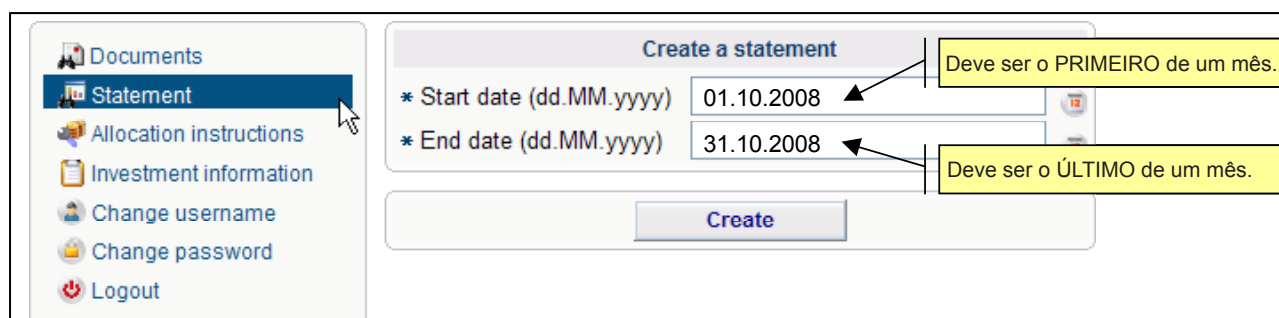 Documents
Statement
Allocation instructions
Investment information
Change username
Change password
Logout
Create a statement
* Start date (dd.MM.yyyy) 01.10.2008
Deve ser o PRIMEIRO de um mês.
* End date (dd.MM.yyyy) 31.10.2008
Deve ser o ÚLTIMO de um mês.
Create